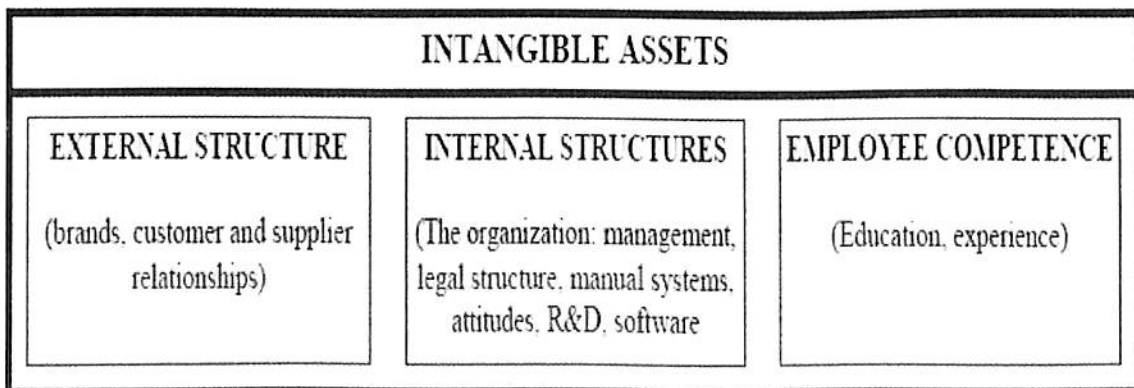 INTANGIBLE ASSETS
EXTERNAL STRUCTURE
(brands, customer and supplier
relationships)
INTERNAL STRUCTURES
(The organization: management,
legal structure, manual systems,
attitudes, R&D, software
EMPLOYEE COMPETENCE
(Education, experience)